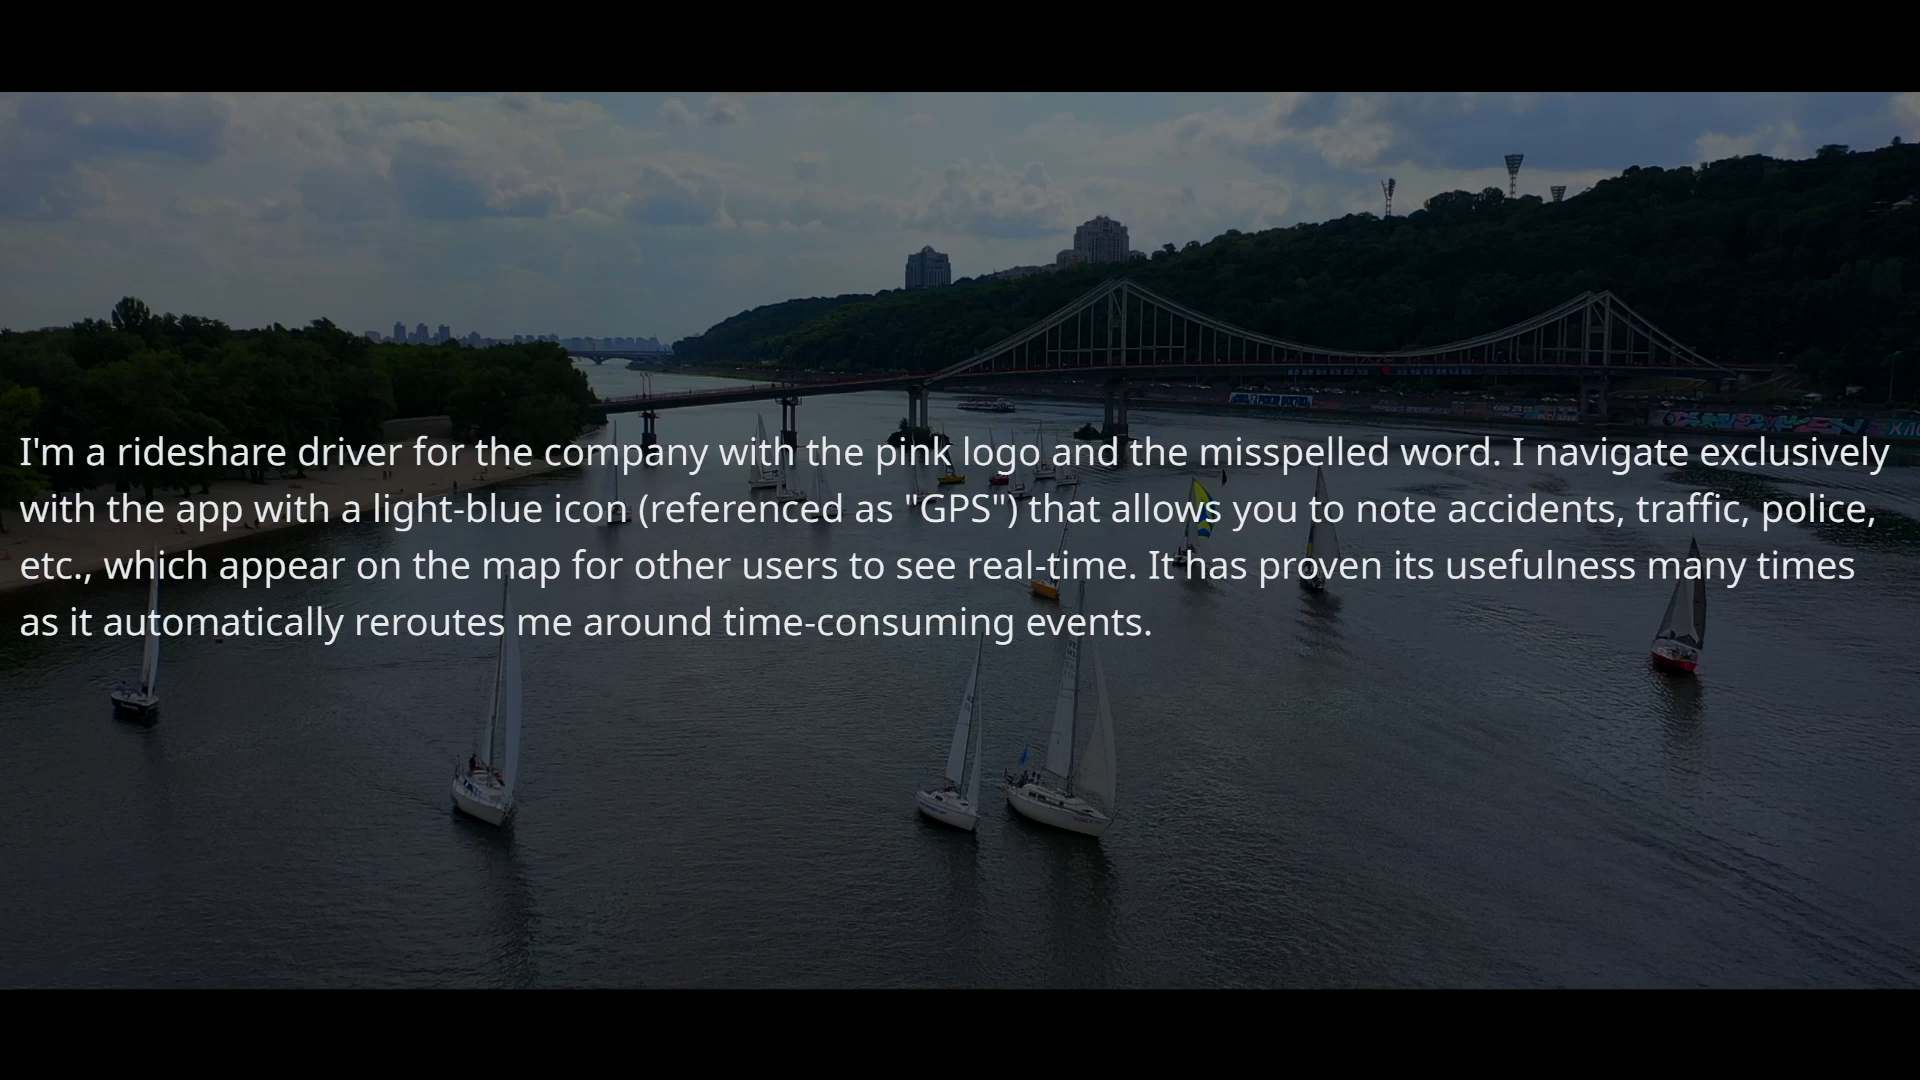 I'm a rideshare driver for the company with the pink logo and the misspelled word. I navigate exclusively
with the app with a light-blue icon (referenced as "GPS") that allows you to note accidents, traffic, police,
etc., which appear on the map for other users to see real-time. It has proven its usefulness many times
as it automatically reroutes me around time-consuming events.